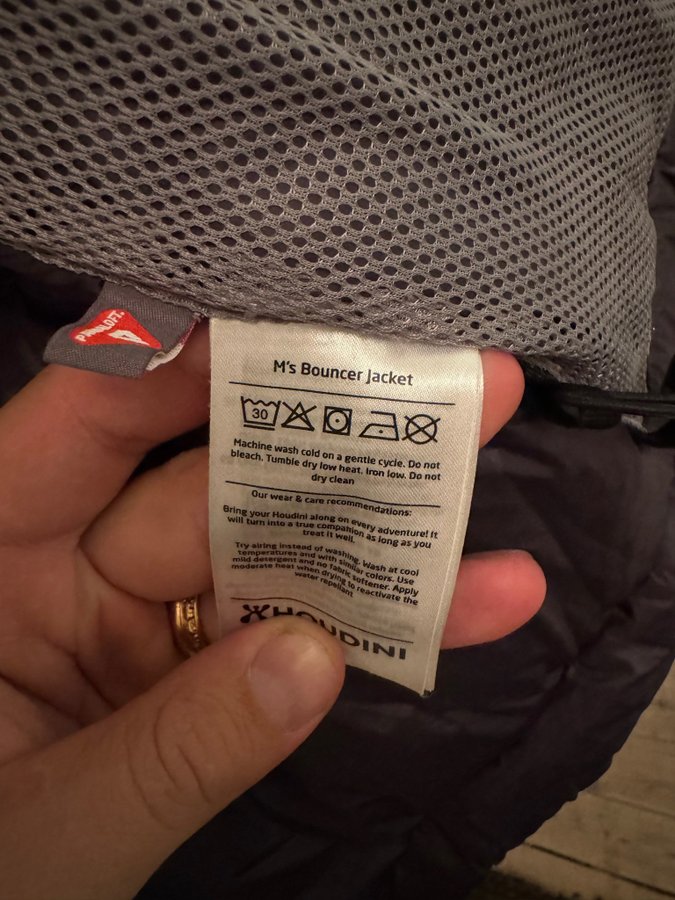 PRIMALOFT
M's Bouncer Jacket
30
Machine wash cold on a gentle cycle. Do not
bleach. Tumble dry low heat. Iron low. Do not
dry clean
Our wear & care recommendations:
Bring your Houdini along on every adventure! It
will turn into a true companion as long as you
treat it well.
Try airing instead of washing. Wash at cool
temperatures and with similar colors. Use
mild detergent and no fabric softener. Apply
moderate heat when drying to reactivate the
water repellant
HOUDINI